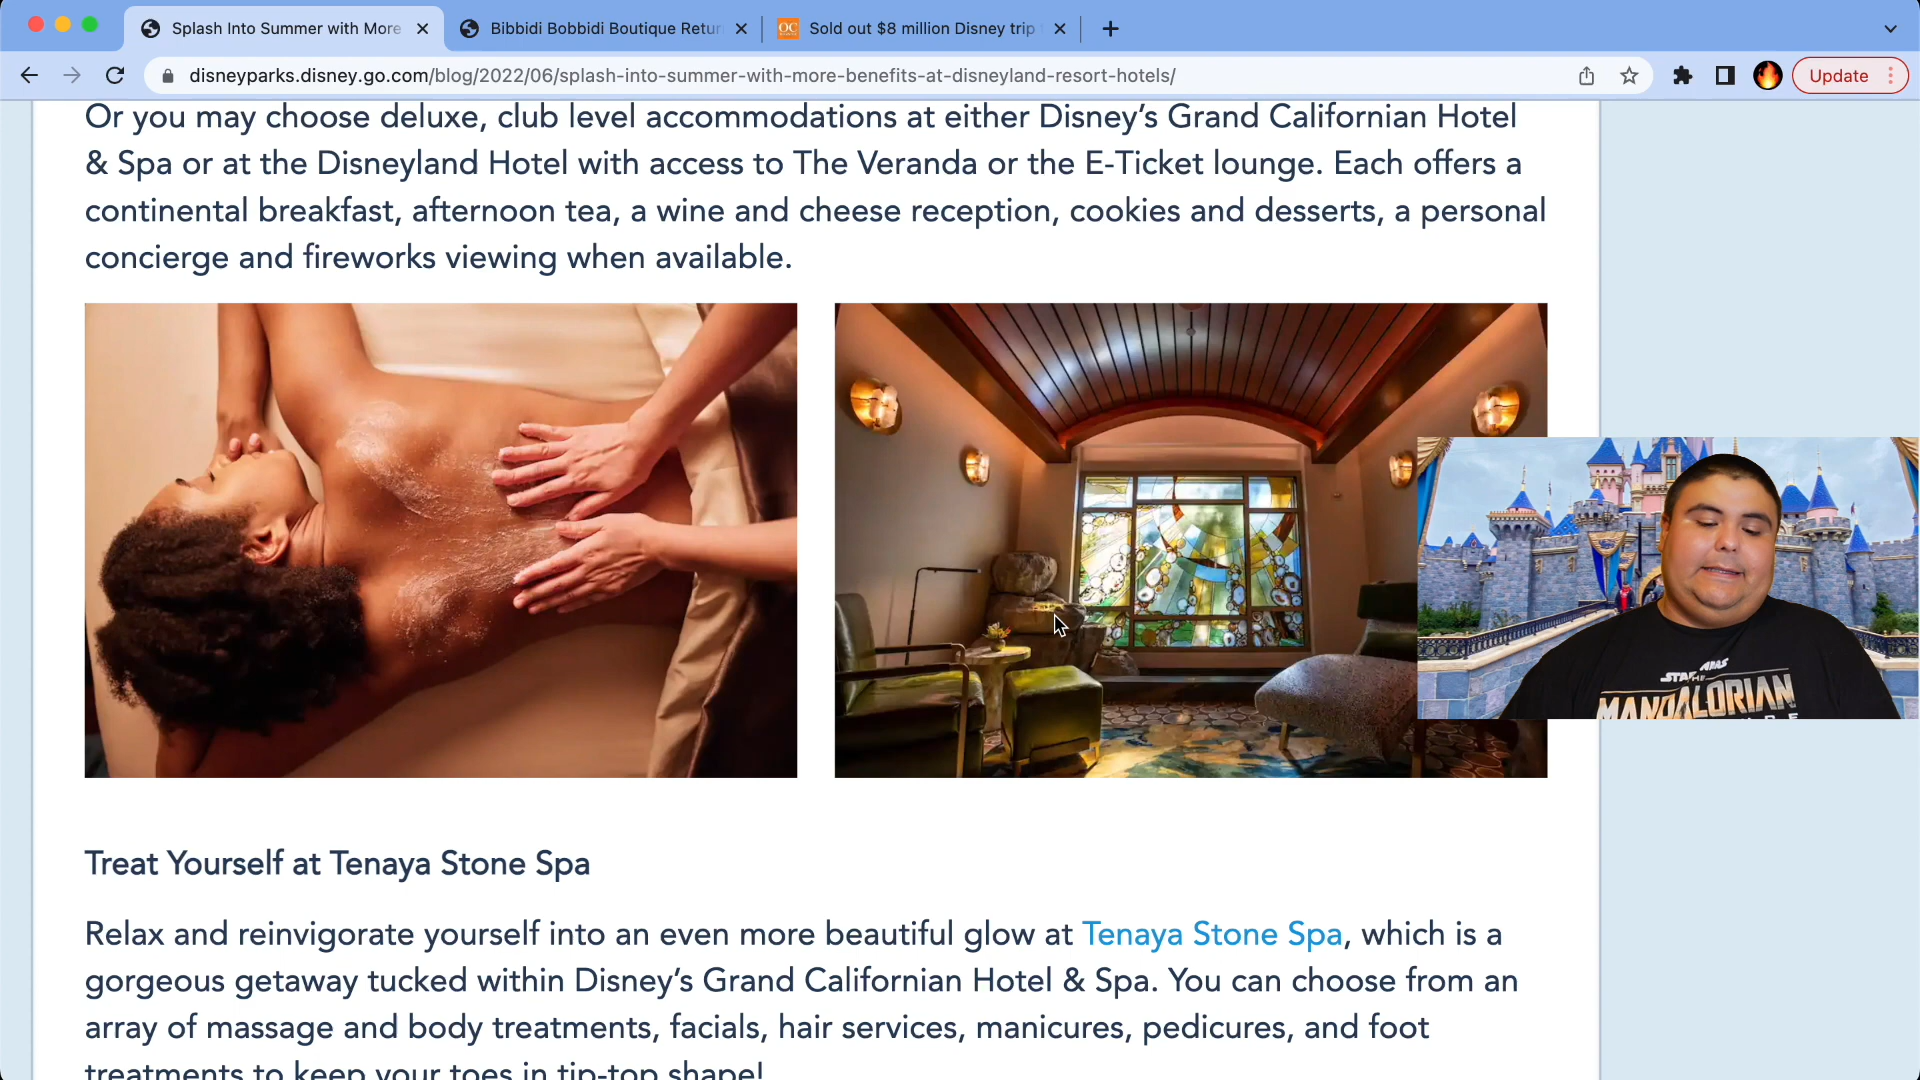 Splash Into Summer with More
Bibbidi Bobbidi Boutique Retur
OC
Sold out $8 million Disney trip
disneyparks.disney.go.com/blog/2022/06/splash-into-summer-with-more-benefits-at-disneyland-resort-hotels/
Update
Or you may choose deluxe, club level accommodations at either Disney’s Grand Californian Hotel
& Spa or at the Disneyland Hotel with access to The Veranda or the E-Ticket lounge. Each offers a
continental breakfast, afternoon tea, a wine and cheese reception, cookies and desserts, a personal
concierge and fireworks viewing when available.
STAR WARS
THE
MANDALORIAN
Treat Yourself at Tenaya Stone Spa
Relax and reinvigorate yourself into an even more beautiful glow at Tenaya Stone Spa, which is a
gorgeous getaway tucked within Disney’s Grand Californian Hotel & Spa. You can choose from an
array of massage and body treatments, facials, hair services, manicures, pedicures, and foot
treatments to keep your toes in tip-top shape!